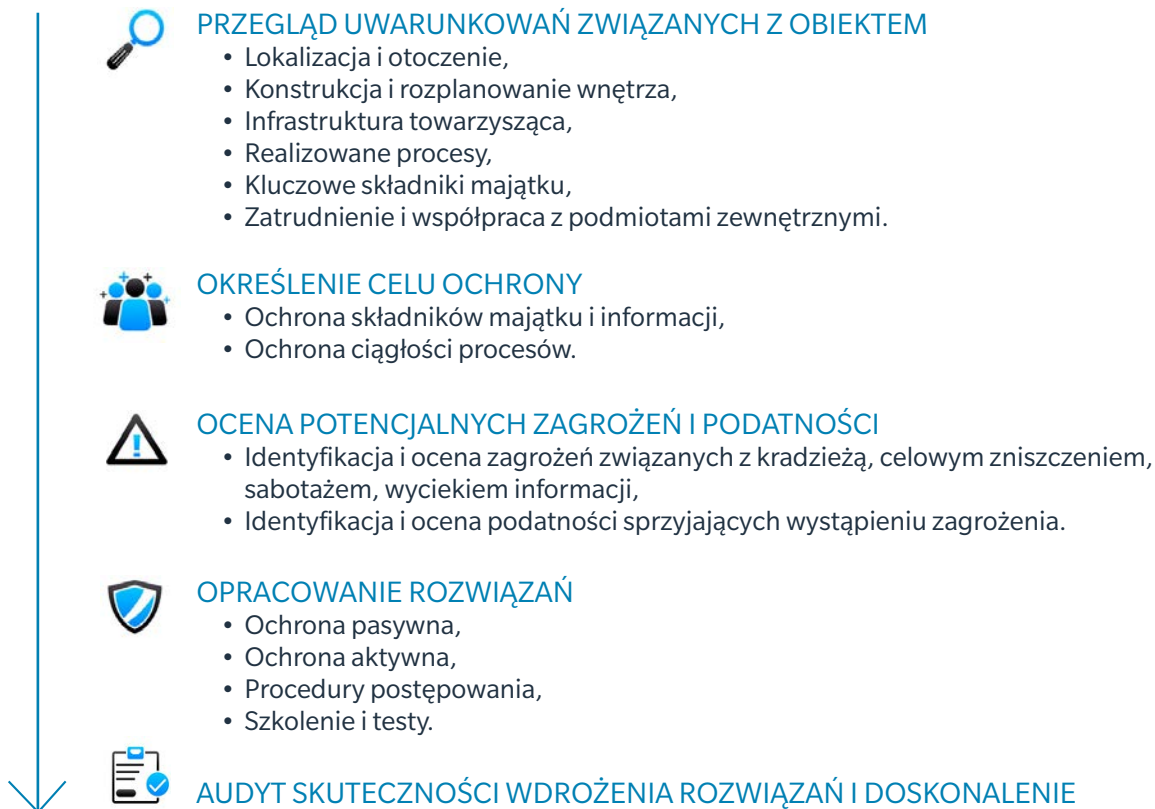 PRZEGLĄD UWARUNKOWAŃ ZWIĄZANYCH Z OBIEKTEM
• Lokalizacja i otoczenie,
• Konstrukcja i rozplanowanie wnętrza,
• Infrastruktura towarzysząca,
• Realizowane procesy,
• Kluczowe składniki majątku,
• Zatrudnienie i współpraca z podmiotami zewnętrznymi.
OKREŚLENIE CELU OCHRONY
• Ochrona składników majątku i informacji,
• Ochrona ciągłości procesów.
OCENA POTENCJALNYCH ZAGROŻEŃ I PODATNOŚCI
• Identyfikacja i ocena zagrożeń związanych z kradzieżą, celowym zniszczeniem,
sabotażem, wyciekiem informacji,
• Identyfikacja i ocena podatności sprzyjających wystąpieniu zagrożenia.
OPRACOWANIE ROZWIĄZAŃ
• Ochrona pasywna,
• Ochrona aktywna,
• Procedury postępowania,
• Szkolenie i testy.
AUDYT SKUTECZNOŚCI WDROŻENIA ROZWIĄZAŃ I DOSKONALENIE